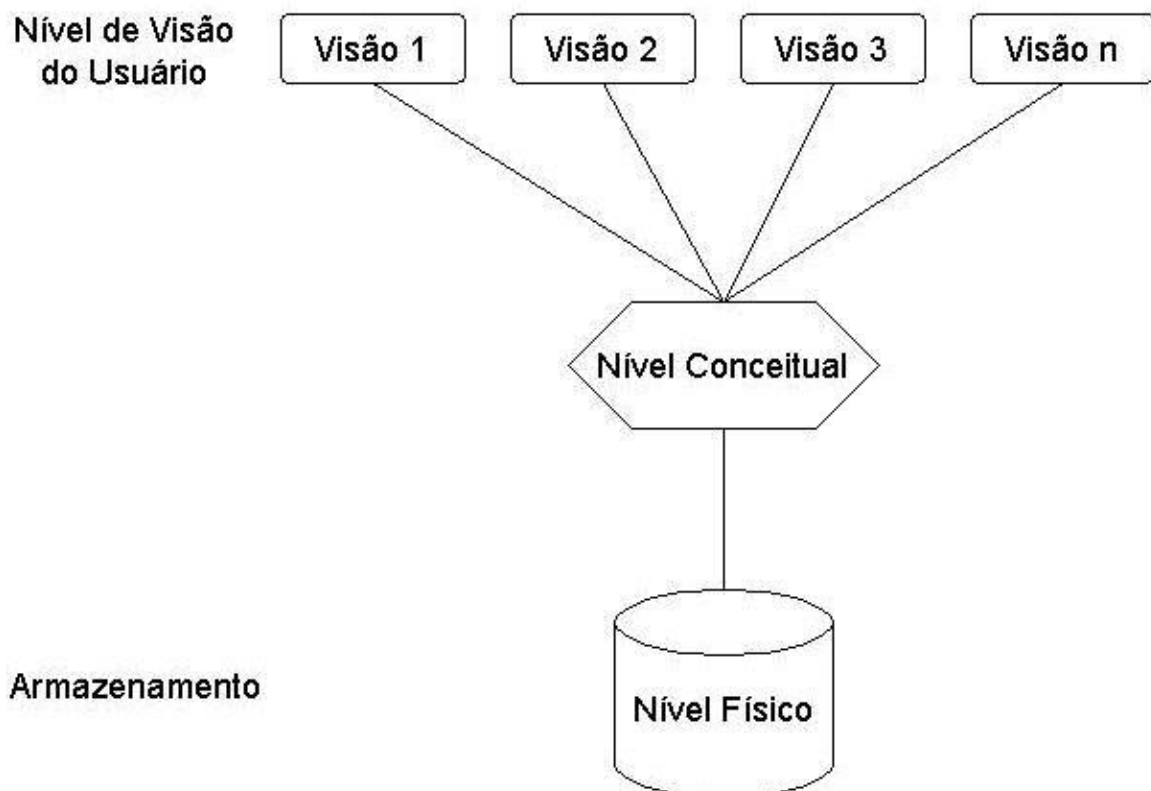 Nível de Visão
do Usuário
Visão 1
Visão 2
Visão 3
Visão n
Nível Conceitual
Armazenamento
Nível Físico